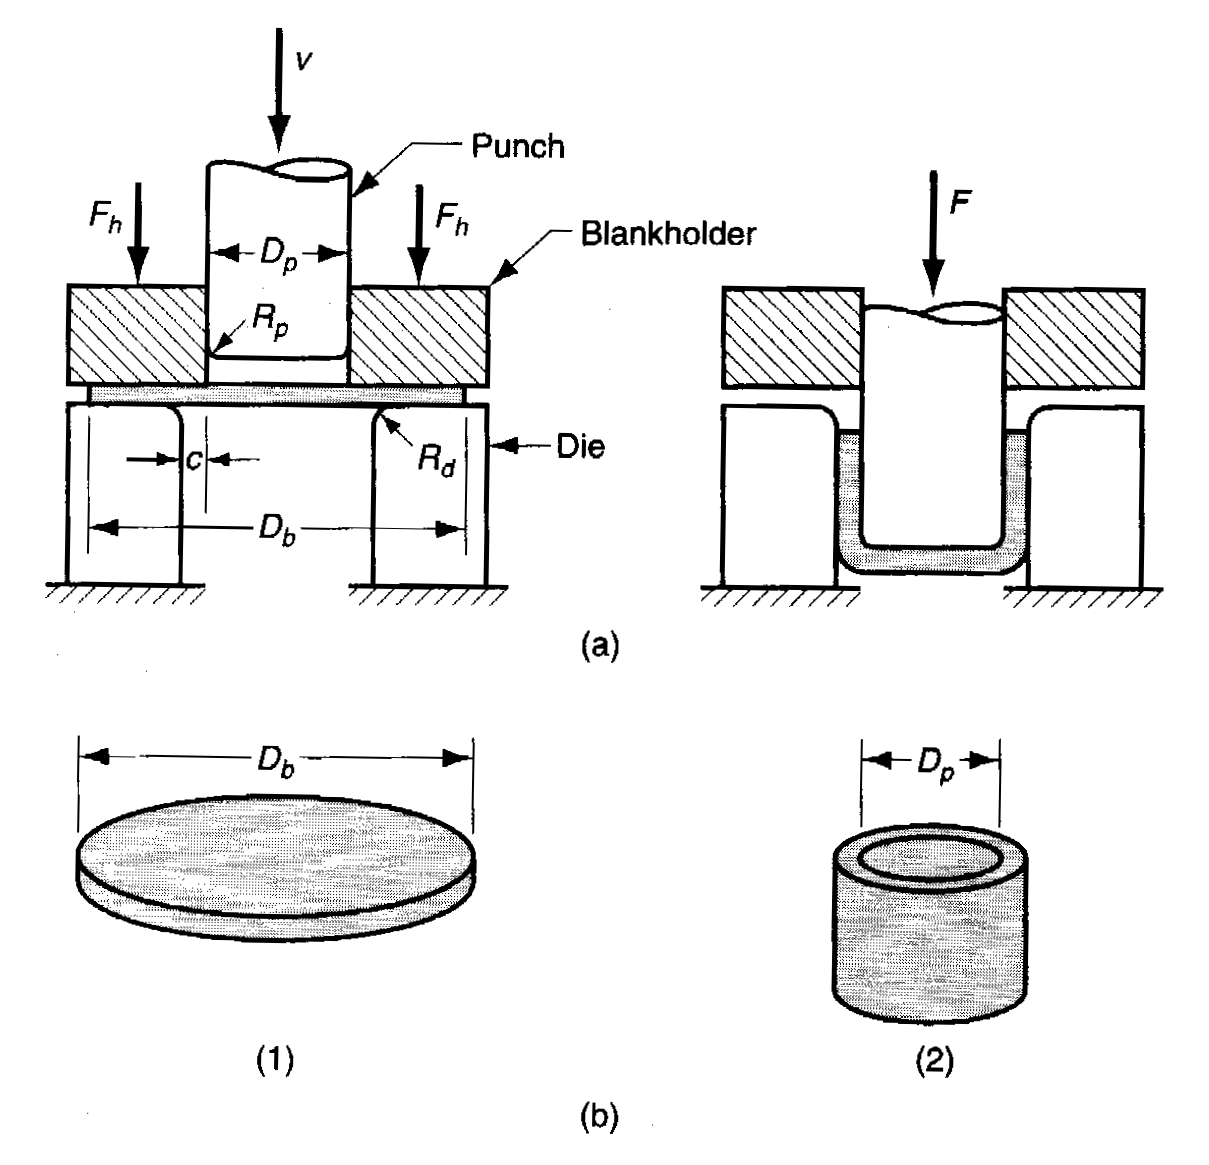 v
Punch
F_h
F_h
F
Blankholder
D_p
R_p
c
R_d
Die
D_b
(a)
D_b
D_p
(1)
(2)
(b)